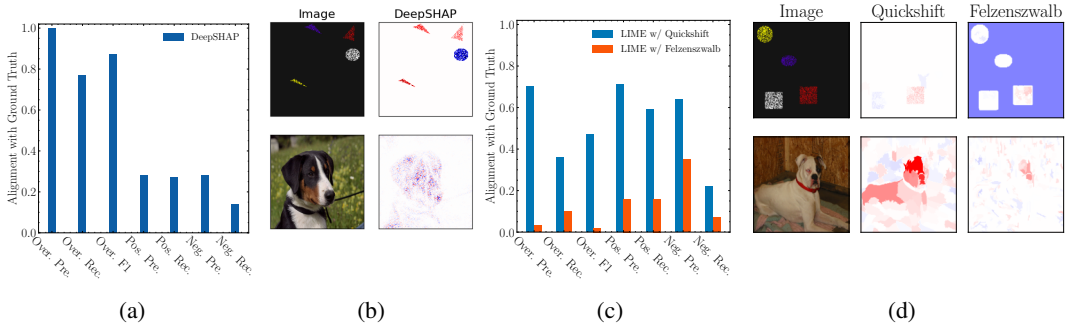 Alignment with Ground Truth
1.0
0.8
0.6
0.4
0.2
0.0
DeepSHAP
Over. Pre.
Over. Rec.
Over. F1
Pos. Pre.
Pos. Rec.
Neg. Pre.
Neg. Rec.
(a)
Image
DeepSHAP
(b)
Alignment with Ground Truth
1.0
0.8
0.6
0.4
0.2
0.0
LIME w/ Quickshift
LIME w/ Felzenszwalb
Over. Pre.
Over. Rec.
Over. F1
Pos. Pre.
Pos. Rec.
Neg. Pre.
Neg. Rec.
(c)
Image
Quickshift
Felzenszwalb
(d)